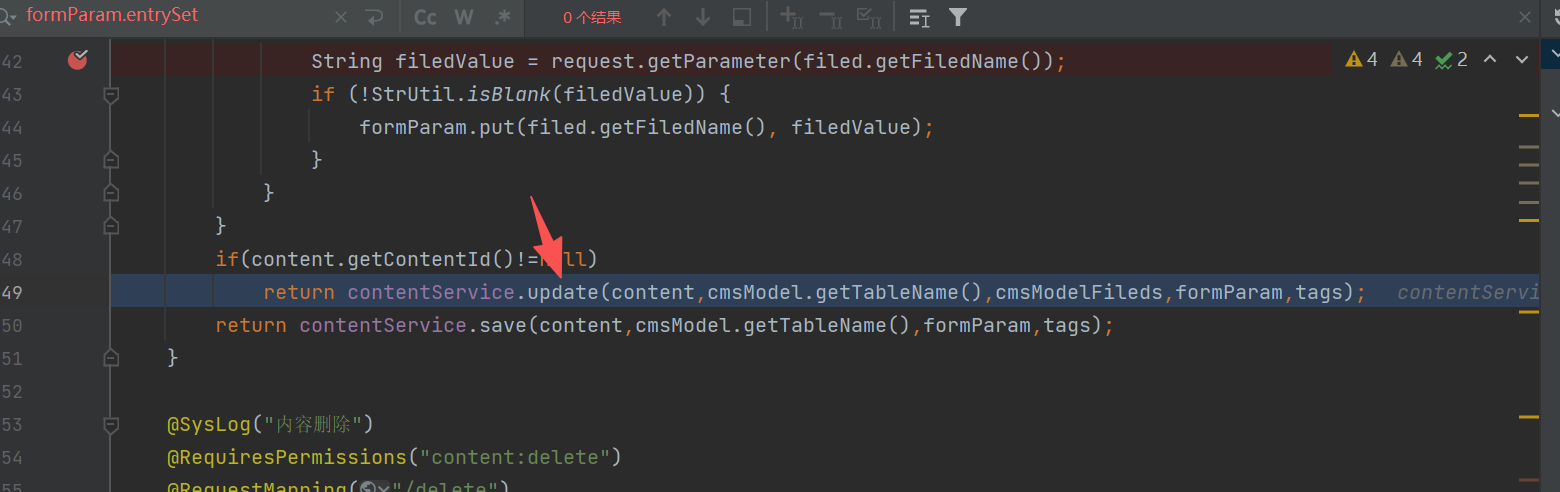 formParam.entrySet Cc W .* 0 个结果
42 String filedValue = request.getParameter(filed.getFiledName()); 4 4 2
43 if (!StrUtil.isBlank(filedValue)) {
44 formParam.put(filed.getFiledName(), filedValue);
45 }
46 }
47 }
48 if(content.getContentId()!=null)
49 return contentService.update(content,cmsModel.getTableName(),cmsModelFileds,formParam,tags); contentServi
50 return contentService.save(content,cmsModel.getTableName(),formParam,tags);
51 }
52
53 @SysLog("内容删除")
54 @RequiresPermissions("content:delete")
55 @RequestMapping("/delete")